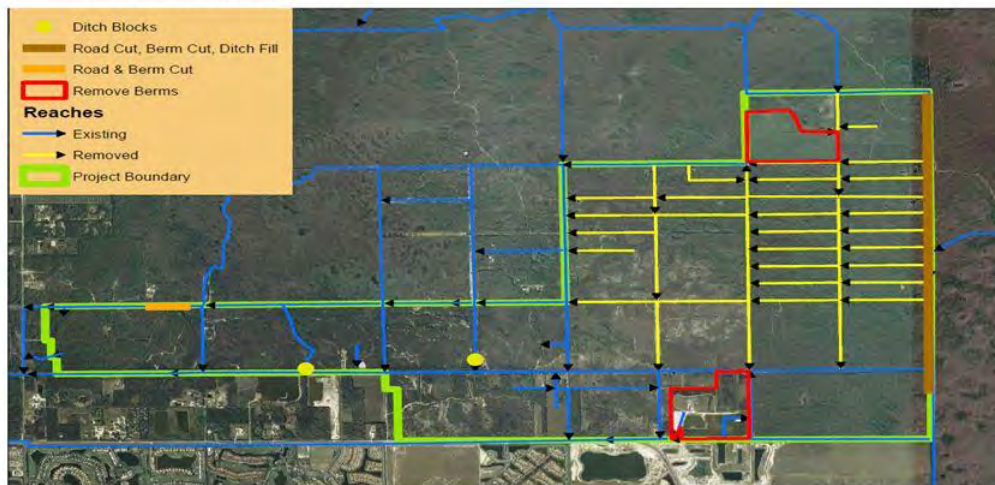 Ditch Blocks
Road Cut, Berm Cut, Ditch Fill
Road & Berm Cut
Remove Berms
Reaches
Existing
Removed
Project Boundary